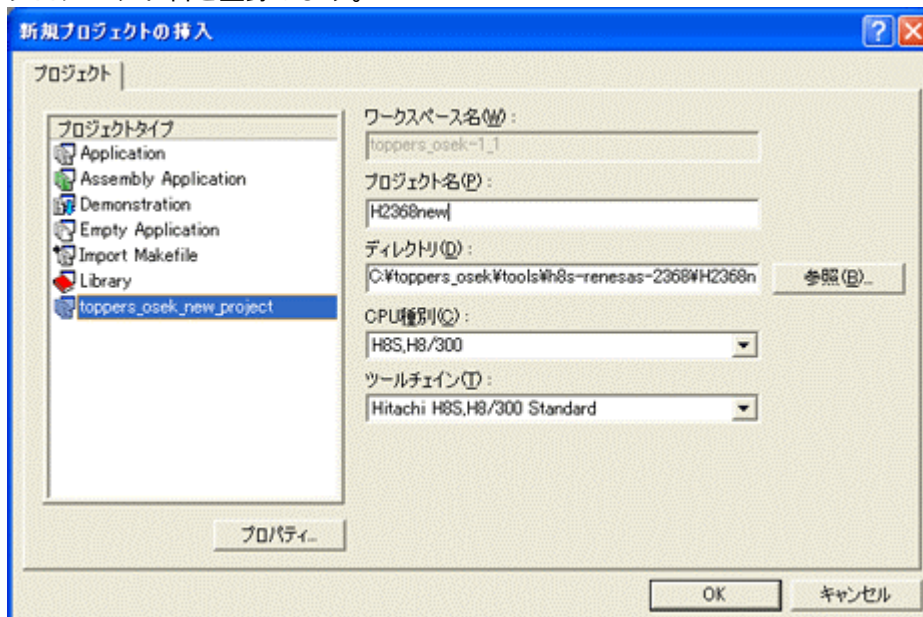 新規プロジェクトの挿入
プロジェクト
プロジェクトタイプ
Application
Assembly Application
Demonstration
Empty Application
Import Makefile
Library
toppers_osek_new_project
プロパティ...
ワークスペース名(W):
toppers_osek-1_1
プロジェクト名(P):
H2368new
ディレクトリ(D):
C:¥toppers_osek¥tools¥h8s-renesas-2368¥H2368n
参照(B)...
CPU種別(C):
H8S,H8/300
ツールチェイン(T):
Hitachi H8S,H8/300 Standard
OK
キャンセル